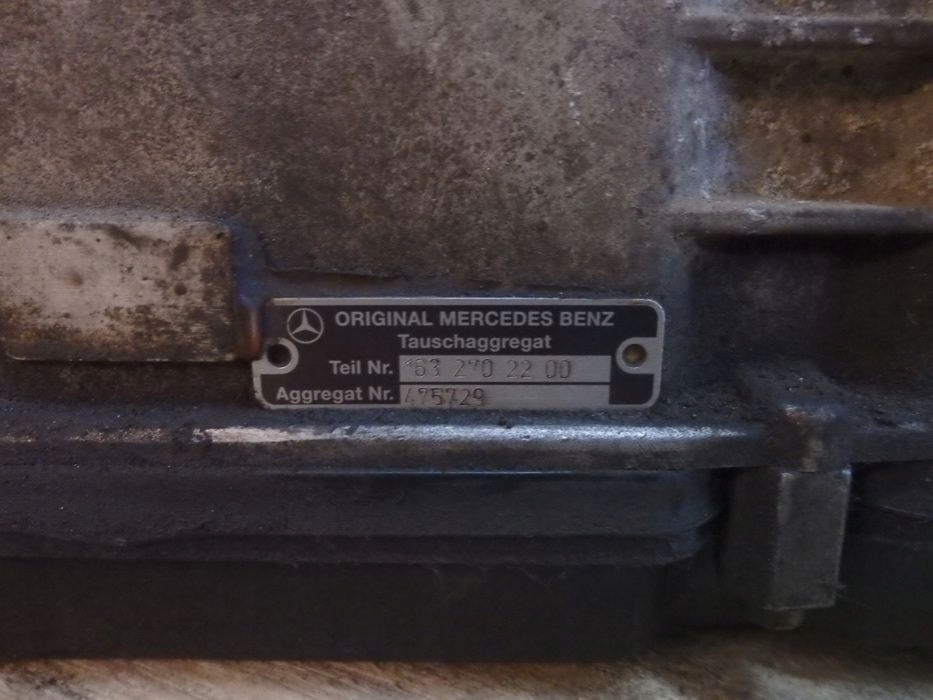 ORIGINAL MERCEDES BENZ
Tauschaggregat
Teil Nr. 163 270 22 00
Aggregat Nr. 475729